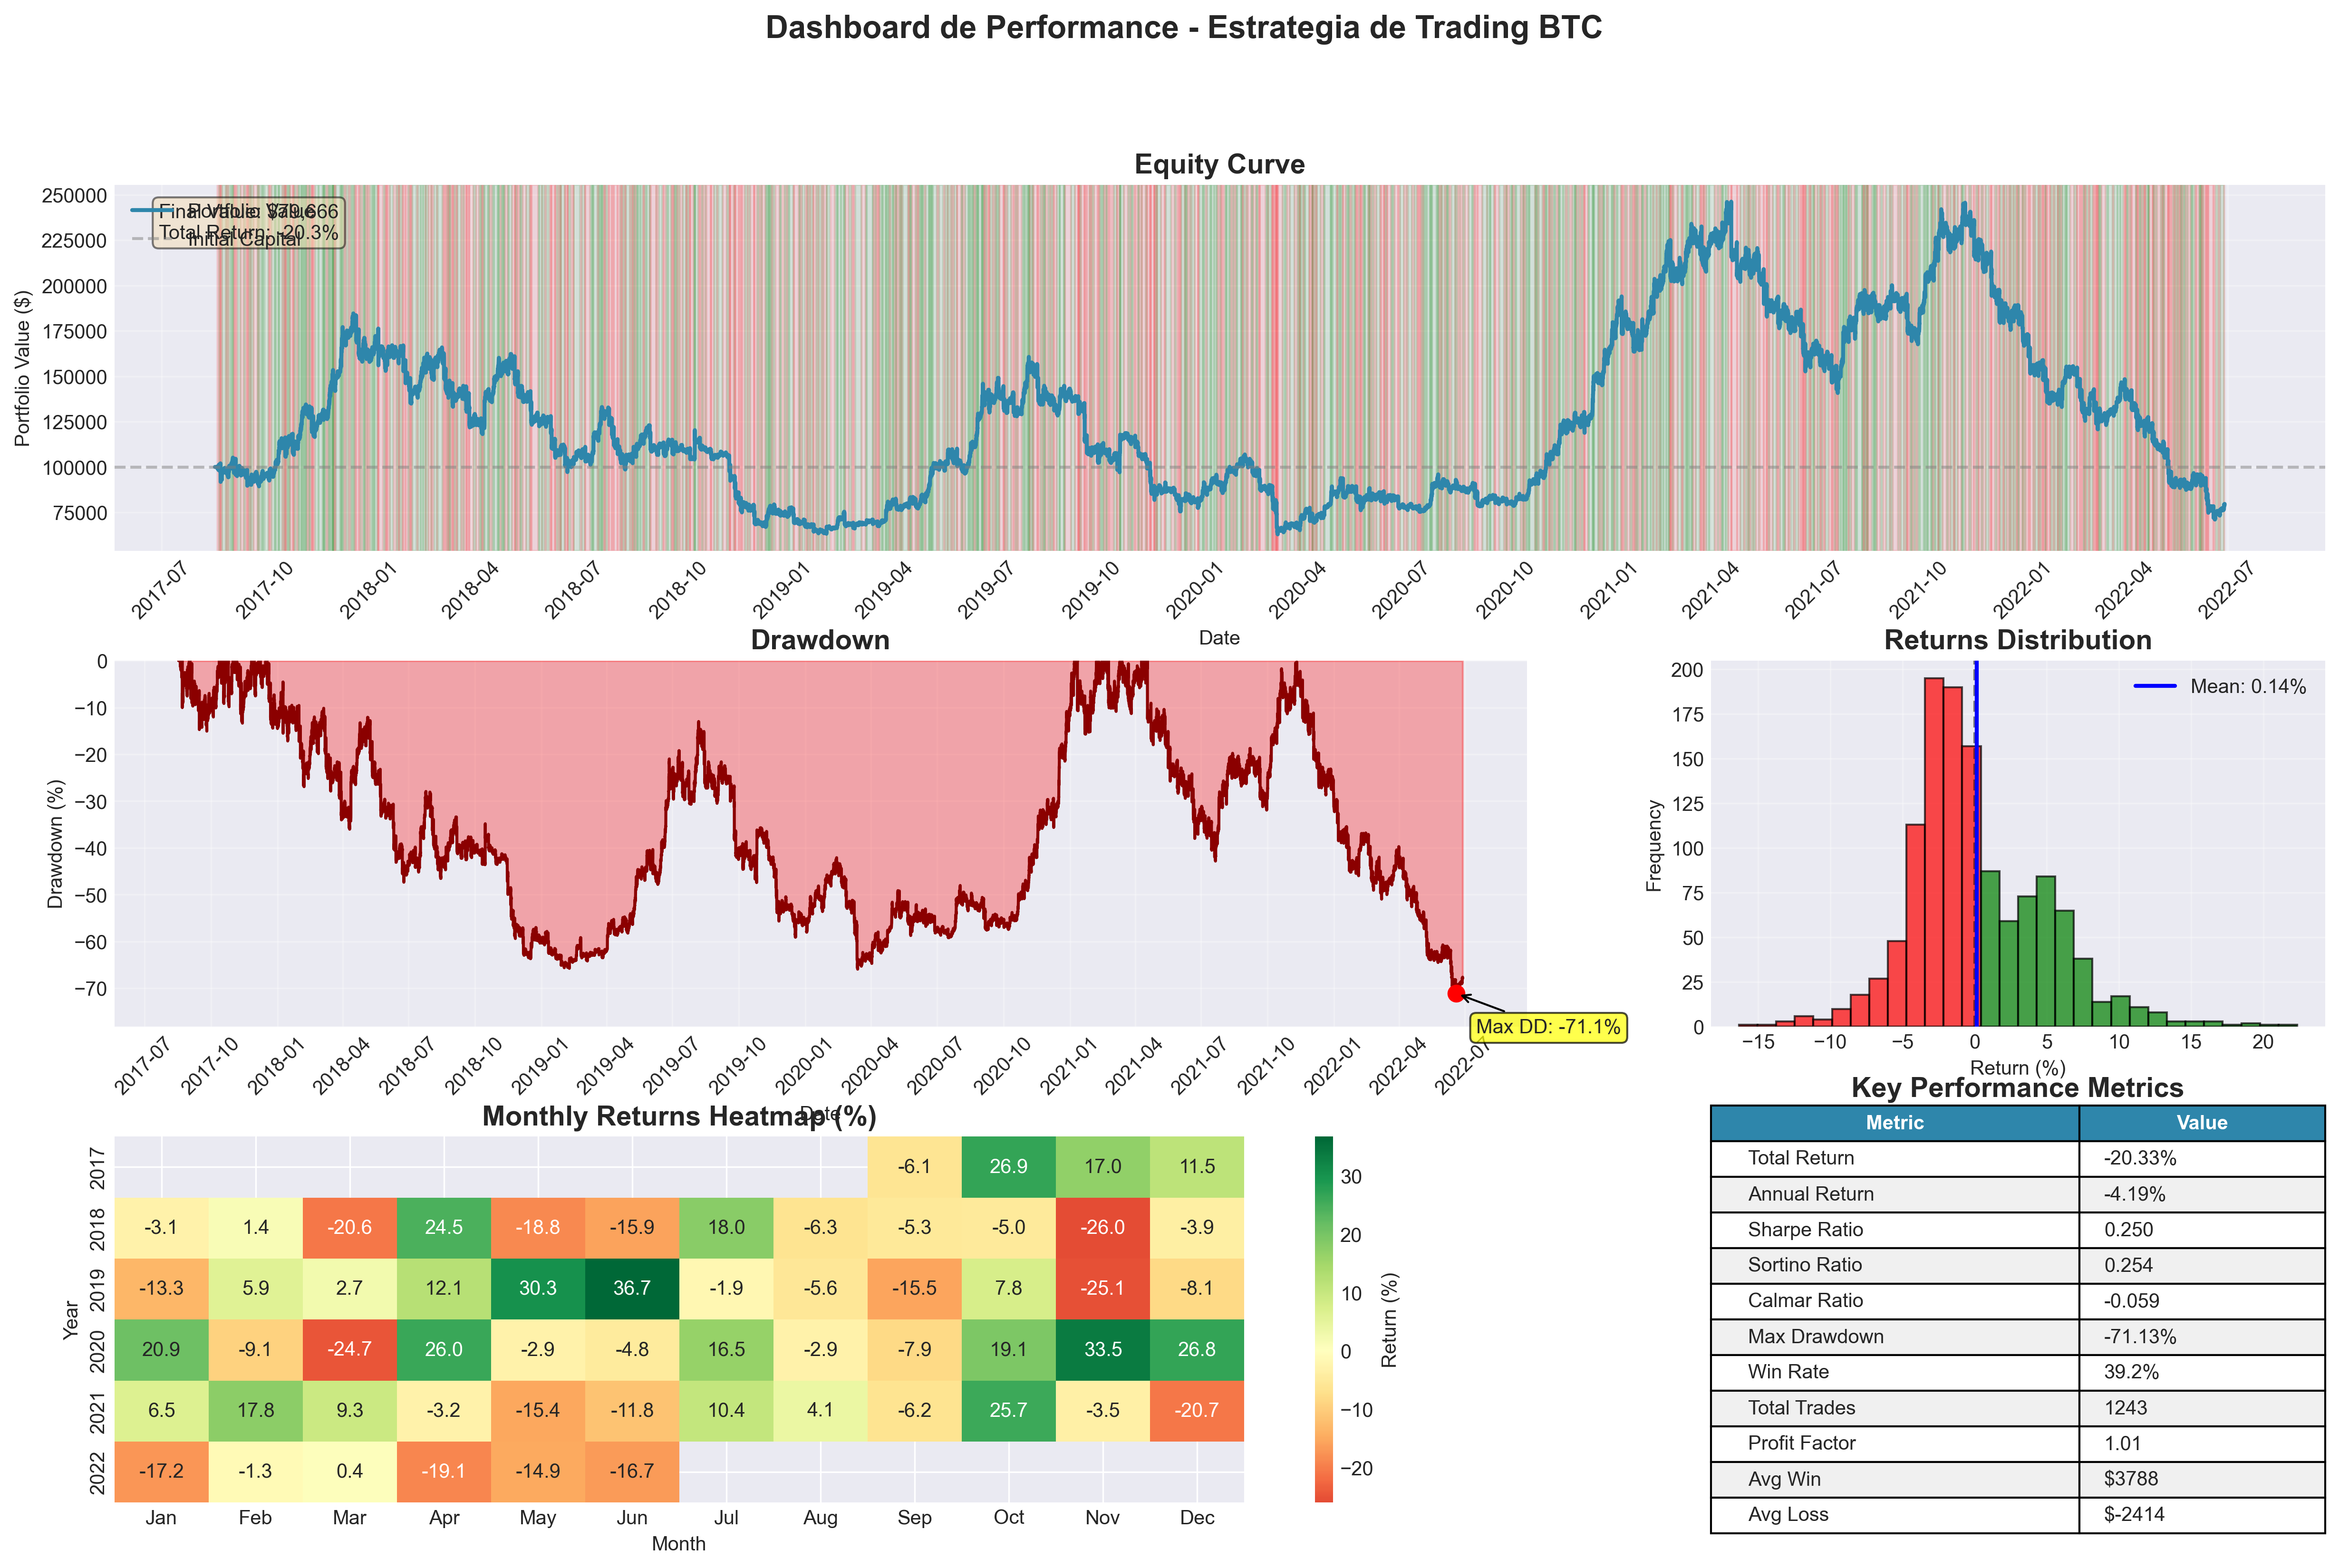 Dashboard de Performance - Estrategia de Trading BTC
Equity Curve
Portfolio Value ($)
250000
225000
200000
175000
150000
125000
100000
75000
Final Value: $79,666
Total Return: -20.3%
Portfolio Value
Initial Capital
2017-07
2017-10
2018-01
2018-04
2018-07
2018-10
2019-01
2019-04
2019-07
2019-10
2020-01
2020-04
2020-07
2020-10
2021-01
2021-04
2021-07
2021-10
2022-01
2022-04
2022-07
Date
Drawdown
Drawdown (%)
0
−10
−20
−30
−40
−50
−60
−70
Max DD: -71.1%
2017-07
2017-10
2018-01
2018-04
2018-07
2018-10
2019-01
2019-04
2019-07
2019-10
2020-01
2020-04
2020-07
2020-10
2021-01
2021-04
2021-07
2021-10
2022-01
2022-04
2022-07
Date
Returns Distribution
Frequency
200
175
150
125
100
75
50
25
0
Mean: 0.14%
−15 −10 −5 0 5 10 15 20
Return (%)
Monthly Returns Heatmap (%)
Year
2017 -6.1 26.9 17.0 11.5
2018 -3.1 1.4 -20.6 24.5 -18.8 -15.9 18.0 -6.3 -5.3 -5.0 -26.0 -3.9
2019 -13.3 5.9 2.7 12.1 30.3 36.7 -1.9 -5.6 -15.5 7.8 -25.1 -8.1
2020 20.9 -9.1 -24.7 26.0 -2.9 -4.8 16.5 -2.9 -7.9 19.1 33.5 26.8
2021 6.5 17.8 9.3 -3.2 -15.4 -11.8 10.4 4.1 -6.2 25.7 -3.5 -20.7
2022 -17.2 -1.3 0.4 -19.1 -14.9 -16.7
Jan Feb Mar Apr May Jun Jul Aug Sep Oct Nov Dec
Month
30
20
10
0
−10
−20
Return (%)
Key Performance Metrics
Metric Value
Total Return -20.33%
Annual Return -4.19%
Sharpe Ratio 0.250
Sortino Ratio 0.254
Calmar Ratio -0.059
Max Drawdown -71.13%
Win Rate 39.2%
Total Trades 1243
Profit Factor 1.01
Avg Win $3788
Avg Loss $-2414